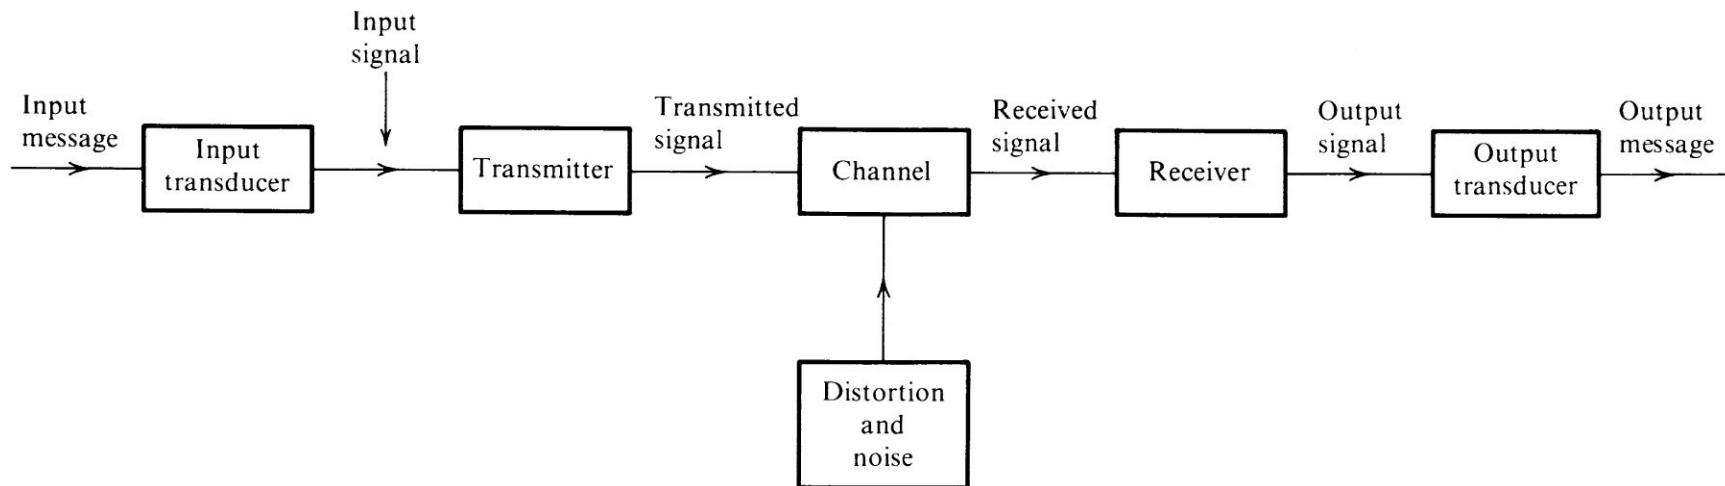 Input
signal
Input
message
Input
transducer
Transmitter
Transmitted
signal
Channel
Received
signal
Receiver
Output
signal
Output
transducer
Output
message
Distortion
and
noise